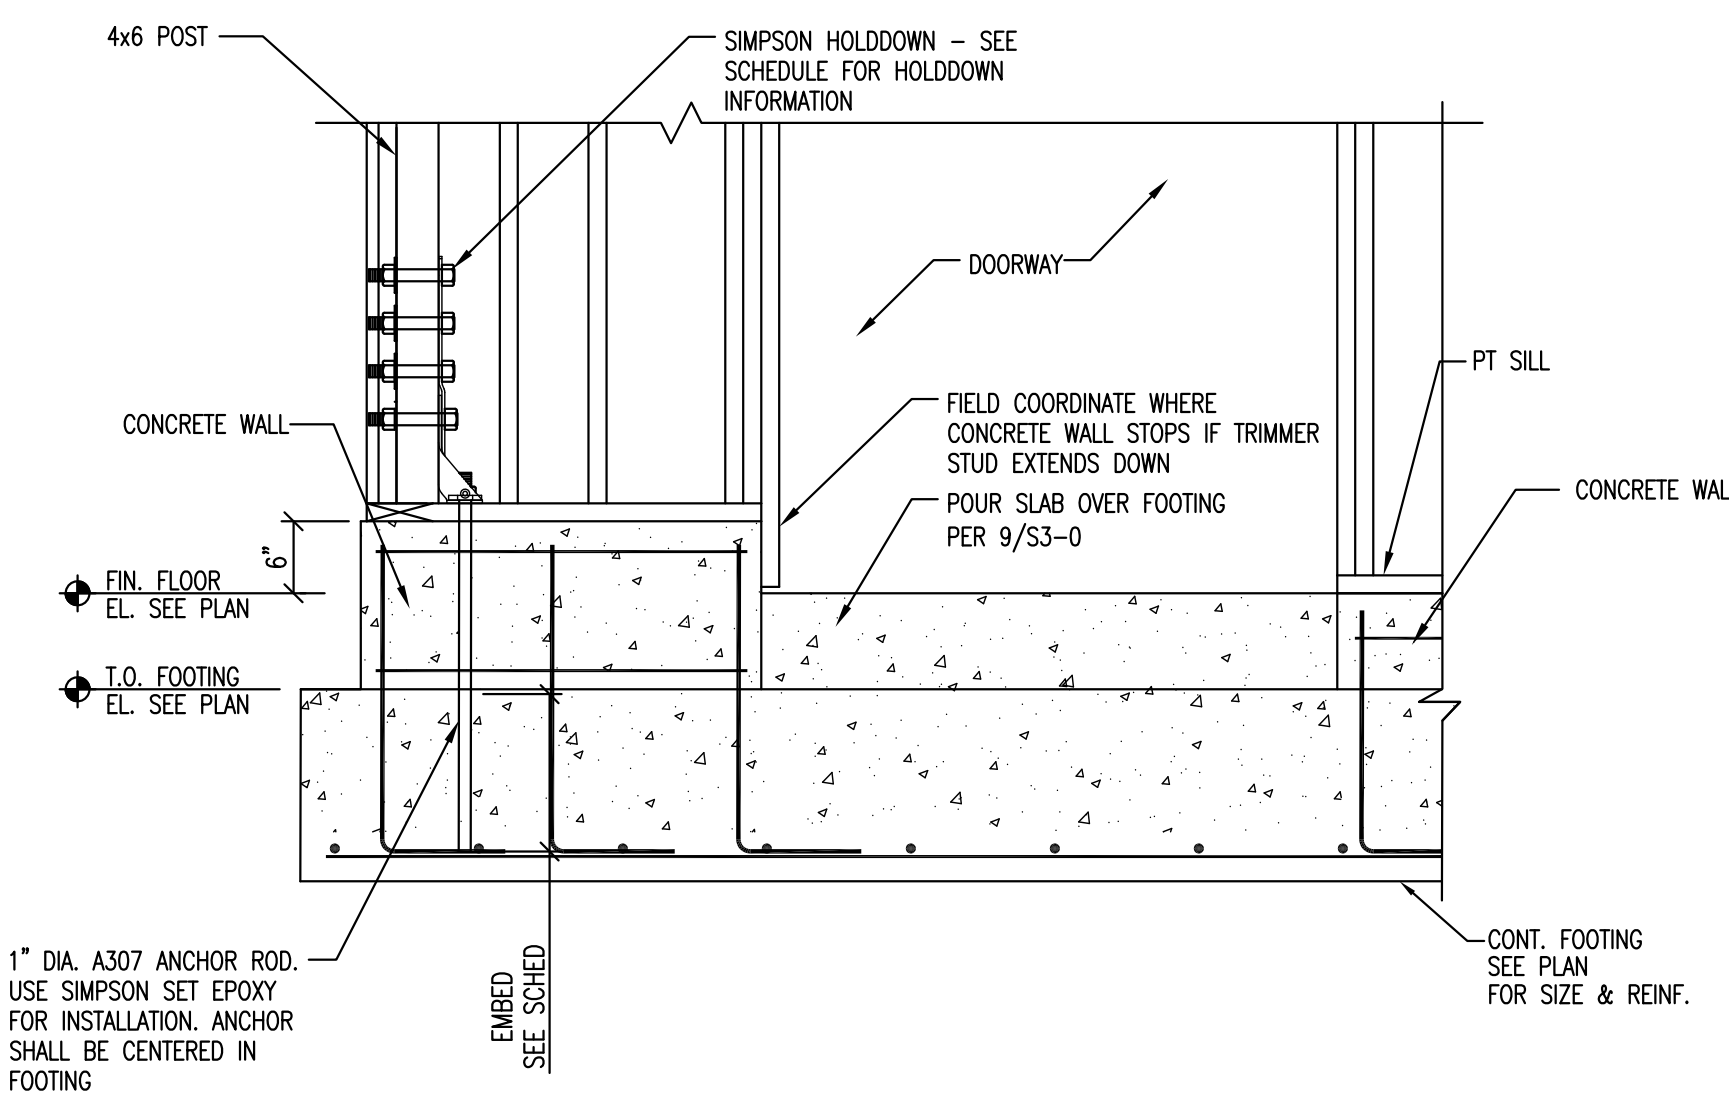 4x6 POST
SIMPSON HOLDDOWN – SEE
SCHEDULE FOR HOLDDOWN
INFORMATION
DOORWAY
PT SILL
CONCRETE WALL
FIELD COORDINATE WHERE
CONCRETE WALL STOPS IF TRIMMER
STUD EXTENDS DOWN
POUR SLAB OVER FOOTING
PER 9/S3-0
CONCRETE WAL
6"
FIN. FLOOR
EL. SEE PLAN
T.O. FOOTING
EL. SEE PLAN
1" DIA. A307 ANCHOR ROD.
USE SIMPSON SET EPOXY
FOR INSTALLATION. ANCHOR
SHALL BE CENTERED IN
FOOTING
EMBED
SEE SCHED
CONT. FOOTING
SEE PLAN
FOR SIZE & REINF.